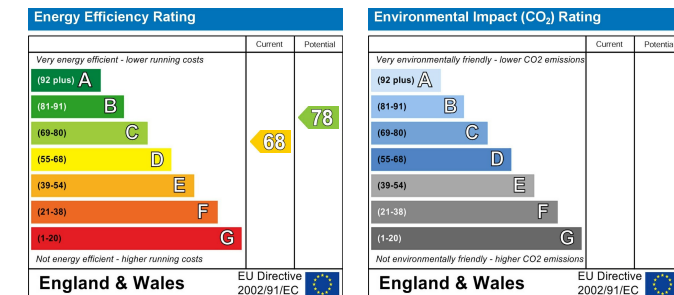 Energy Efficiency Rating
Current Potential
Very energy efficient - lower running costs
(92 plus) A
(81-91) B
(69-80) C
(55-68) D
(39-54) E
(21-38) F
(1-20) G
68
78
Not energy efficient - higher running costs
England & Wales
EU Directive
2002/91/EC
Environmental Impact (CO₂) Rating
Current Potential
Very environmentally friendly - lower CO2 emissions
(92 plus) A
(81-91) B
(69-80) C
(55-68) D
(39-54) E
(21-38) F
(1-20) G
Not environmentally friendly - higher CO2 emissions
England & Wales
EU Directive
2002/91/EC